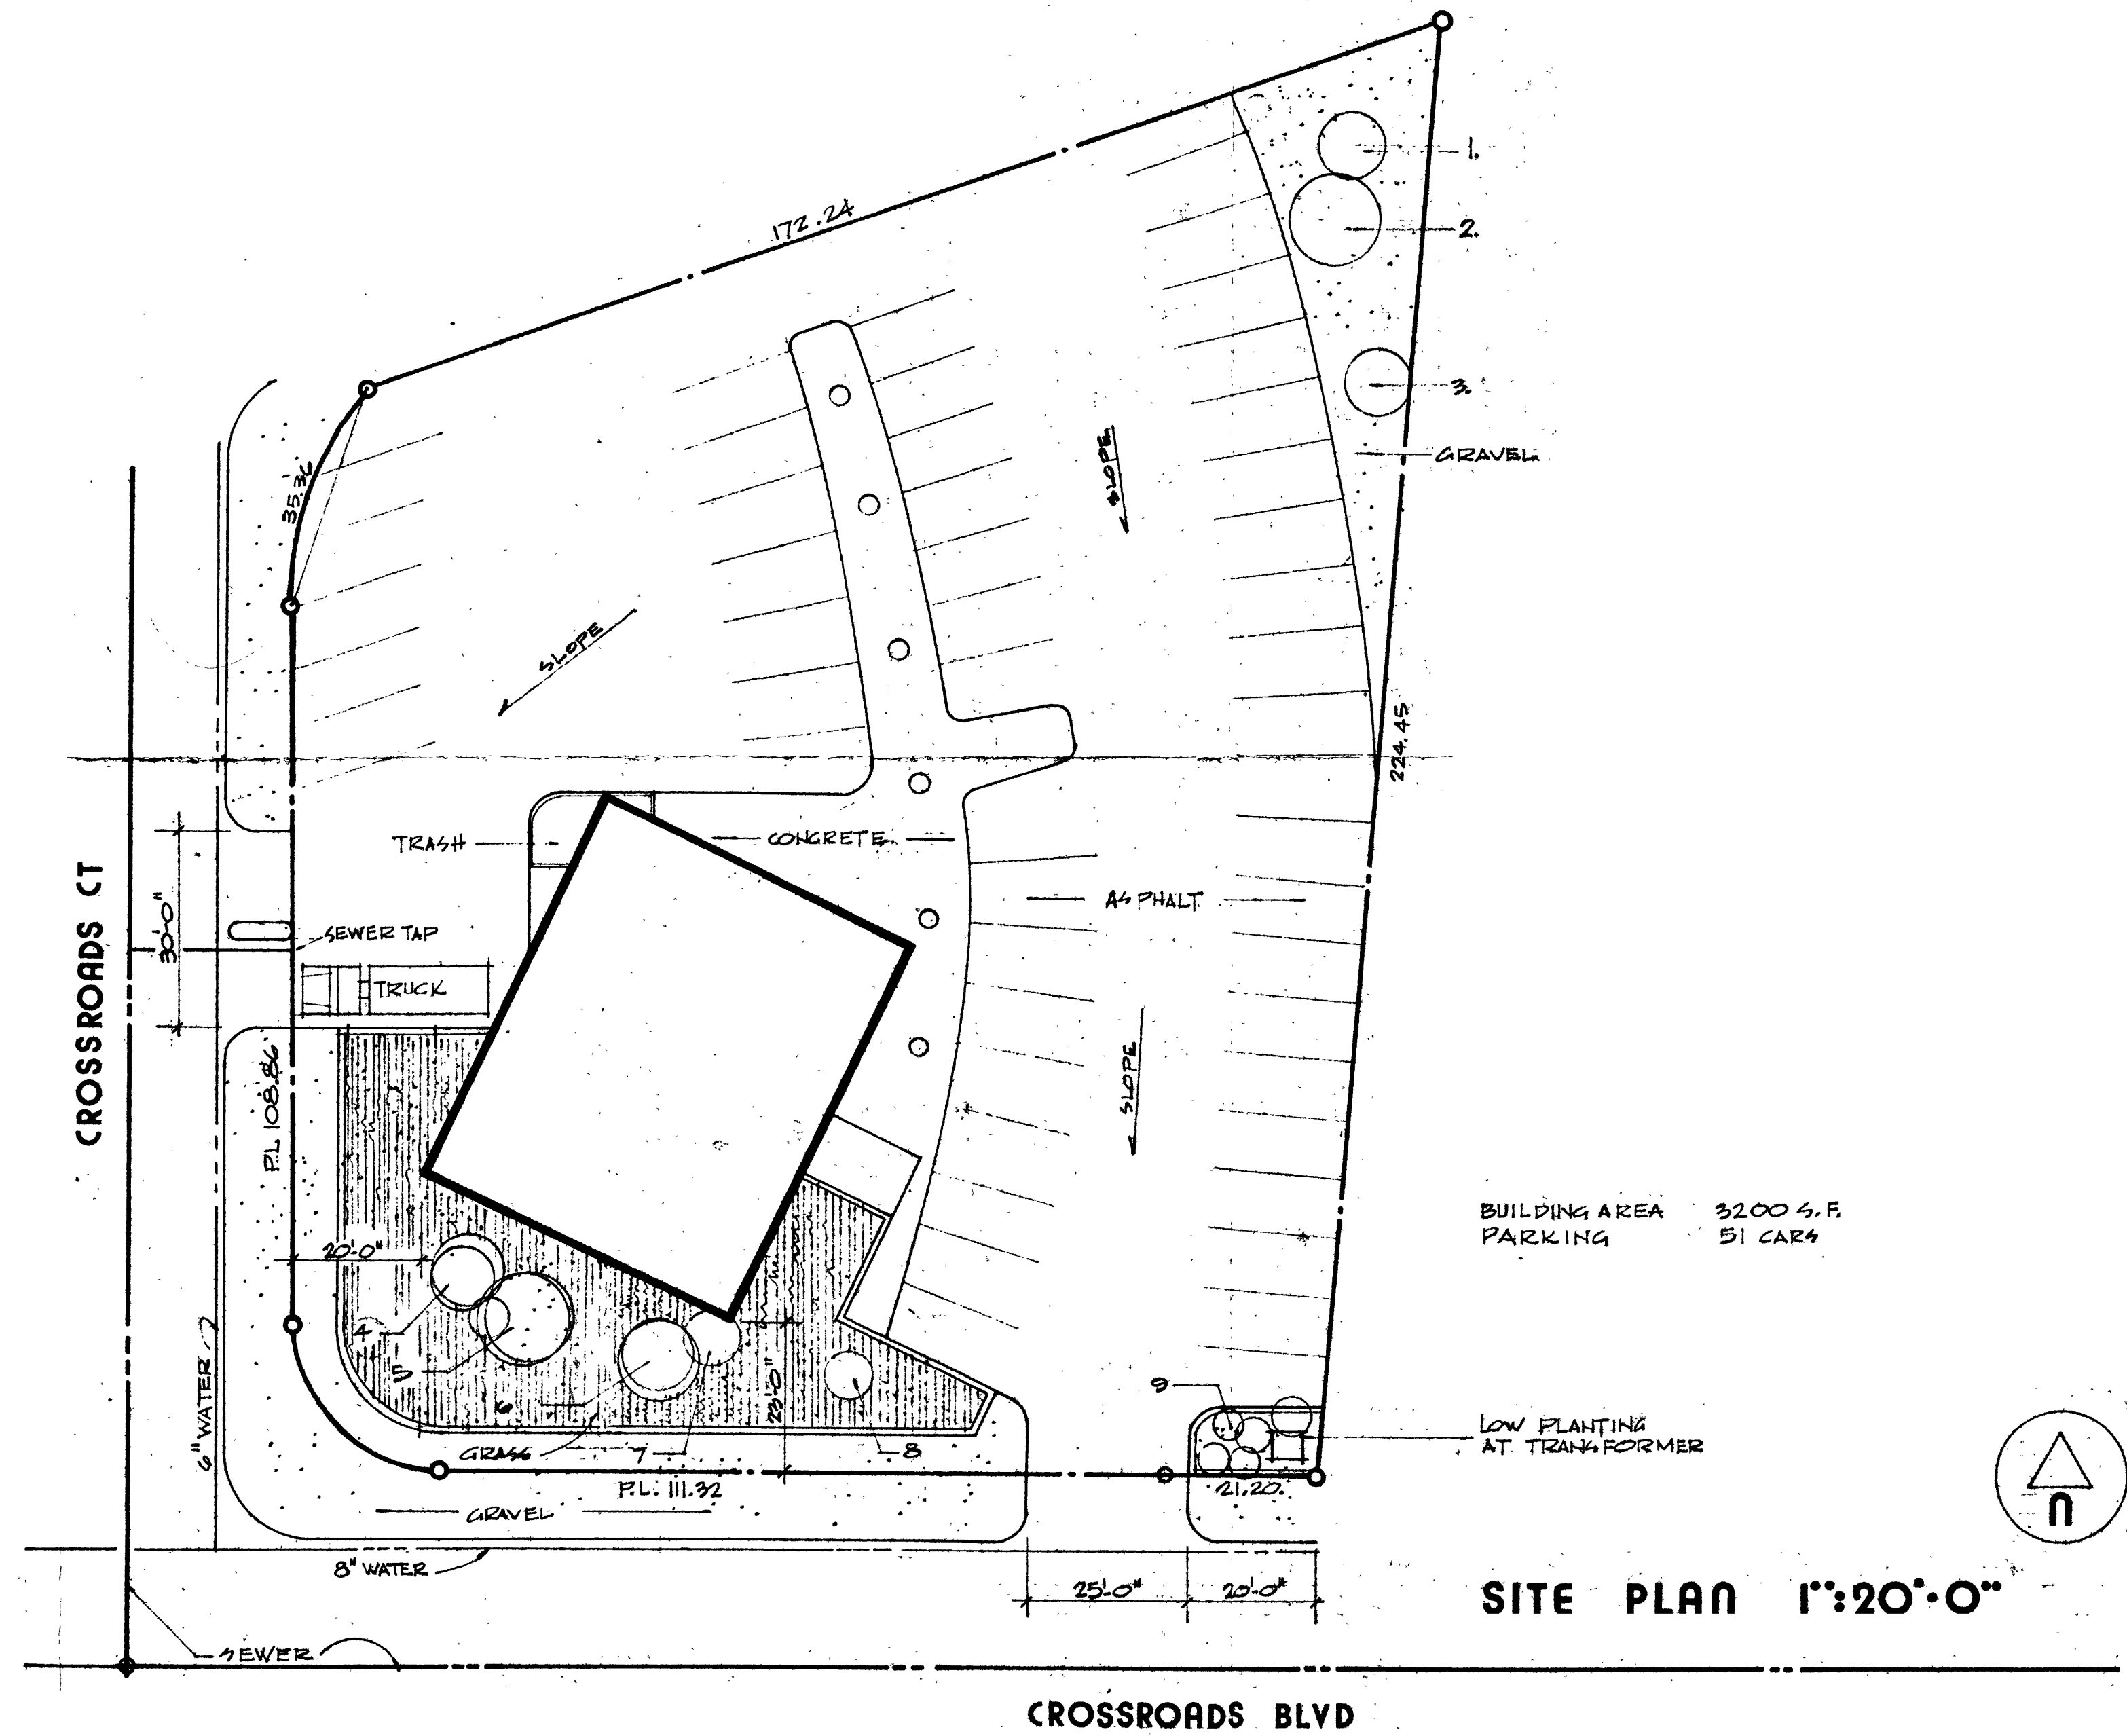 172.24
1.
2.
3.
GRAVEL
35.36
SLOPE
SLOPE
224.45
TRASH
CONCRETE
ASPHALT
CROSSROADS CT
30'-0"
SEWER TAP
TRUCK
P.L. 108.86'
SLOPE
BUILDING AREA 3200 S.F.
PARKING 51 CARS
20'-0"
4
5
6
23'-0"
9
6" WATER
GRASS
7
8
LOW PLANTING
AT TRANSFORMER
P.L. 111.32
21.20
GRAVEL
n
8" WATER
25'-0"
20'-0"
SITE PLAN 1":20'-0"
SEWER
CROSSROADS BLVD